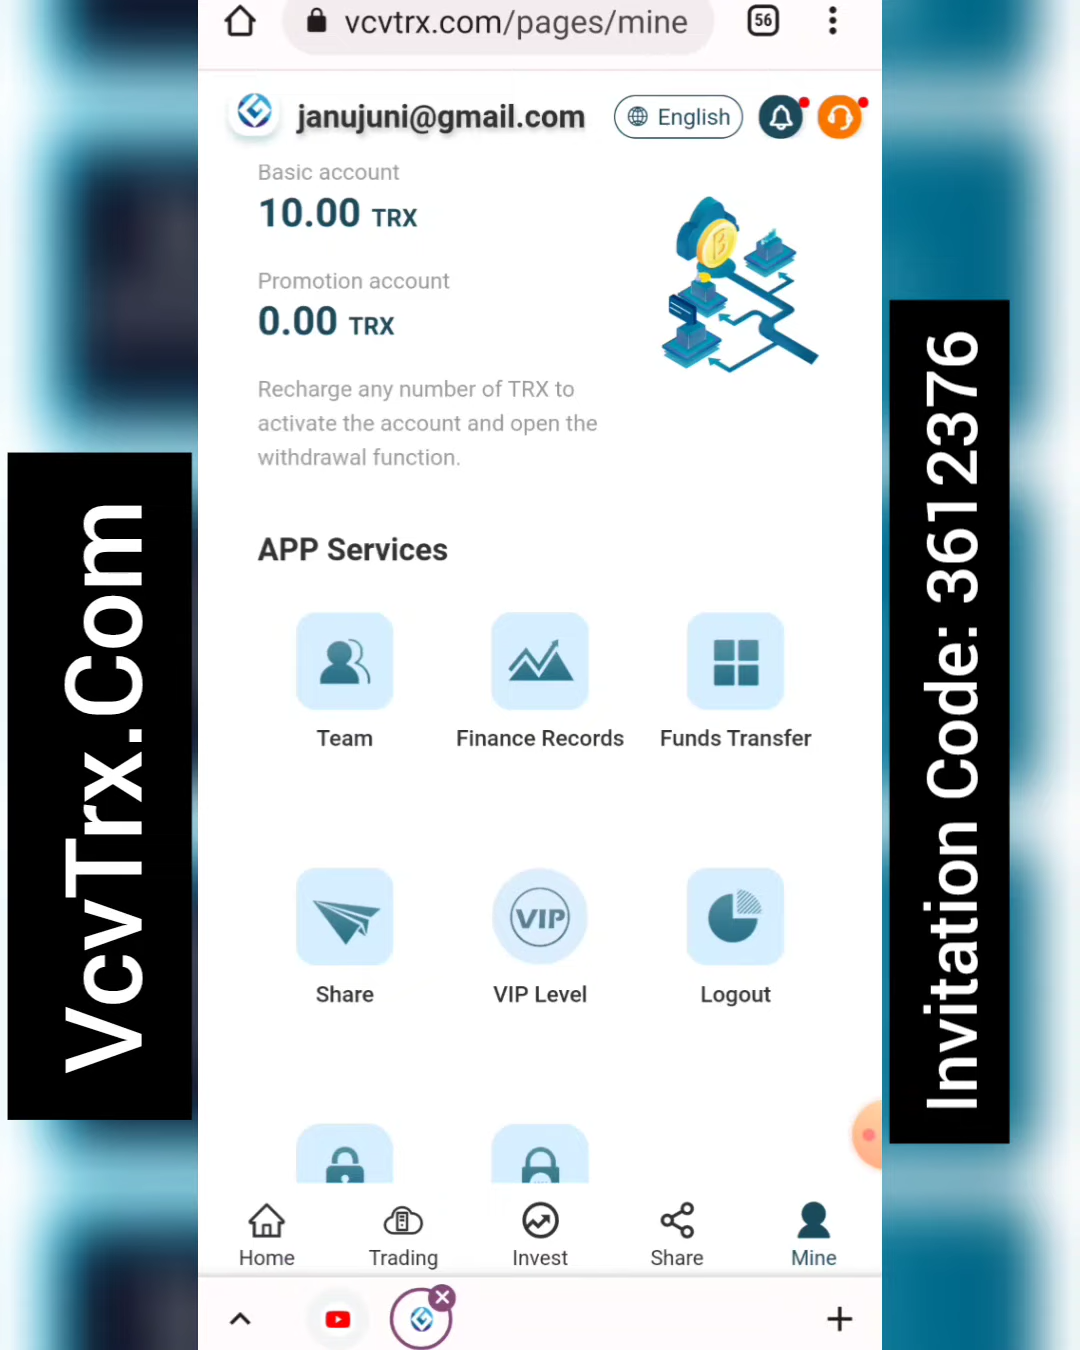 vcvtrx.com/pages/mine
56
janujuni@gmail.com
English
Basic account
10.00 TRX
Promotion account
0.00 TRX
Recharge any number of TRX to
activate the account and open the
withdrawal function.
APP Services
Team
Finance Records
Funds Transfer
Share
VIP
VIP Level
Logout
Home
Trading
Invest
Share
Mine
VcvTrx.Com
Invitation Code: 3612376